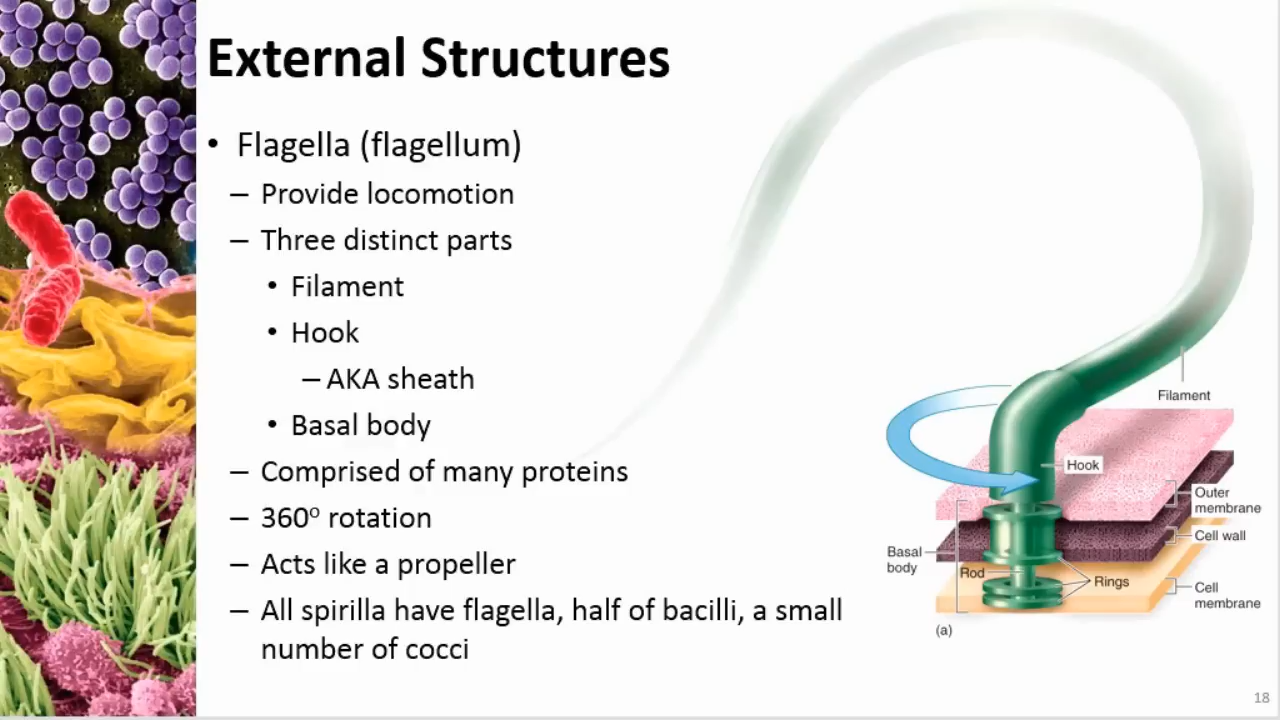 External Structures
• Flagella (flagellum)
– Provide locomotion
– Three distinct parts
• Filament
• Hook
– AKA sheath
• Basal body
– Comprised of many proteins
– 360º rotation
– Acts like a propeller
– All spirilla have flagella, half of bacilli, a small
number of cocci
Filament
Hook
Outer
membrane
Cell wall
Basal
body
Rod
Rings
Cell
membrane
(a)
18